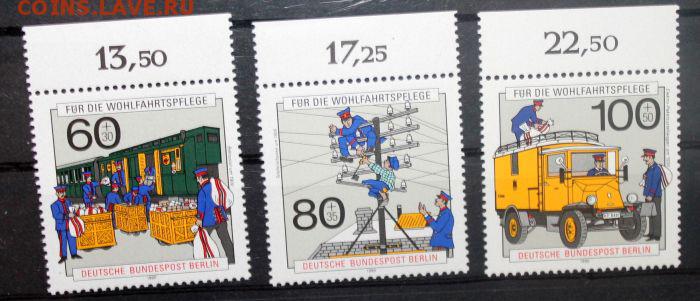 COINS.LAVE.RU
13,50
FÜR DIE WOHLFAHRTSPFLEGE
60 + 30
DEUTSCHE BUNDESPOST BERLIN
17,25
FÜR DIE WOHLFAHRTSPFLEGE
80 + 35
DEUTSCHE BUNDESPOST BERLIN
22,50
FÜR DIE WOHLFAHRTSPFLEGE
100 + 50
DEUTSCHE BUNDESPOST BERLIN